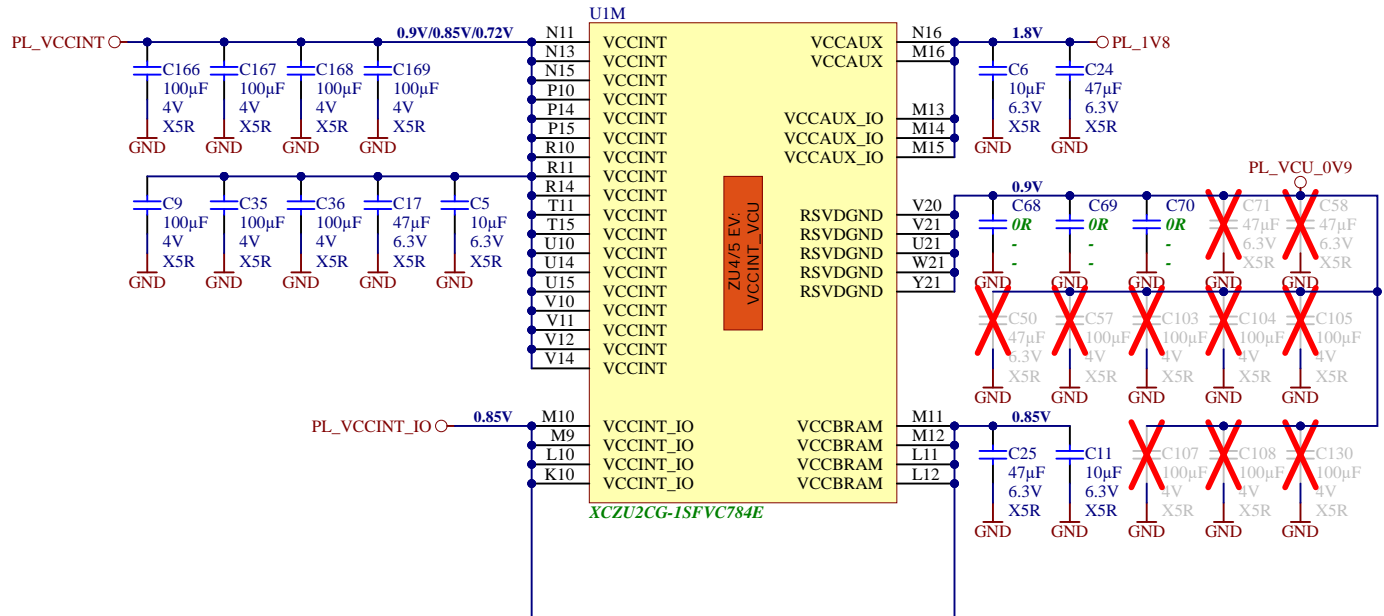 U1M
PL_VCCINT
0.9V/0.85V/0.72V
C166
100µF
4V
X5R
GND
C167
100µF
4V
X5R
GND
C168
100µF
4V
X5R
GND
C169
100µF
4V
X5R
GND
C9
100µF
4V
X5R
GND
C35
100µF
4V
X5R
GND
C36
100µF
4V
X5R
GND
C17
47µF
6.3V
X5R
GND
C5
10µF
6.3V
X5R
GND
N11 VCCINT
N13 VCCINT
N15 VCCINT
P10 VCCINT
P14 VCCINT
P15 VCCINT
R10 VCCINT
R11 VCCINT
R14 VCCINT
T11 VCCINT
T15 VCCINT
U10 VCCINT
U14 VCCINT
U15 VCCINT
V10 VCCINT
V11 VCCINT
V12 VCCINT
V14 VCCINT
PL_VCCINT_IO
0.85V
M10 VCCINT_IO
M9 VCCINT_IO
L10 VCCINT_IO
K10 VCCINT_IO
ZU4/5 EV:
VCCINT_VCU
VCCAUX N16
VCCAUX M16
VCCAUX_IO M13
VCCAUX_IO M14
VCCAUX_IO M15
RSVDGND V20
RSVDGND V21
RSVDGND U21
RSVDGND W21
RSVDGND Y21
VCCBRAM M11
VCCBRAM M12
VCCBRAM L11
VCCBRAM L12
XCZU2CG-1SFVC784E
1.8V
PL_1V8
C6
10µF
6.3V
X5R
GND
C24
47µF
6.3V
X5R
GND
PL_VCU_0V9
0.9V
C68
0R
-
GND
C69
0R
-
GND
C70
0R
-
GND
C71
47µF
6.3V
X5R
GND
C58
47µF
6.3V
X5R
GND
C50
47µF
6.3V
X5R
GND
C57
100µF
4V
X5R
GND
C103
100µF
4V
X5R
GND
C104
100µF
4V
X5R
GND
C105
100µF
4V
X5R
GND
0.85V
C25
47µF
6.3V
X5R
GND
C11
10µF
6.3V
X5R
GND
C107
100µF
4V
X5R
GND
C108
100µF
4V
X5R
GND
C130
100µF
4V
X5R
GND